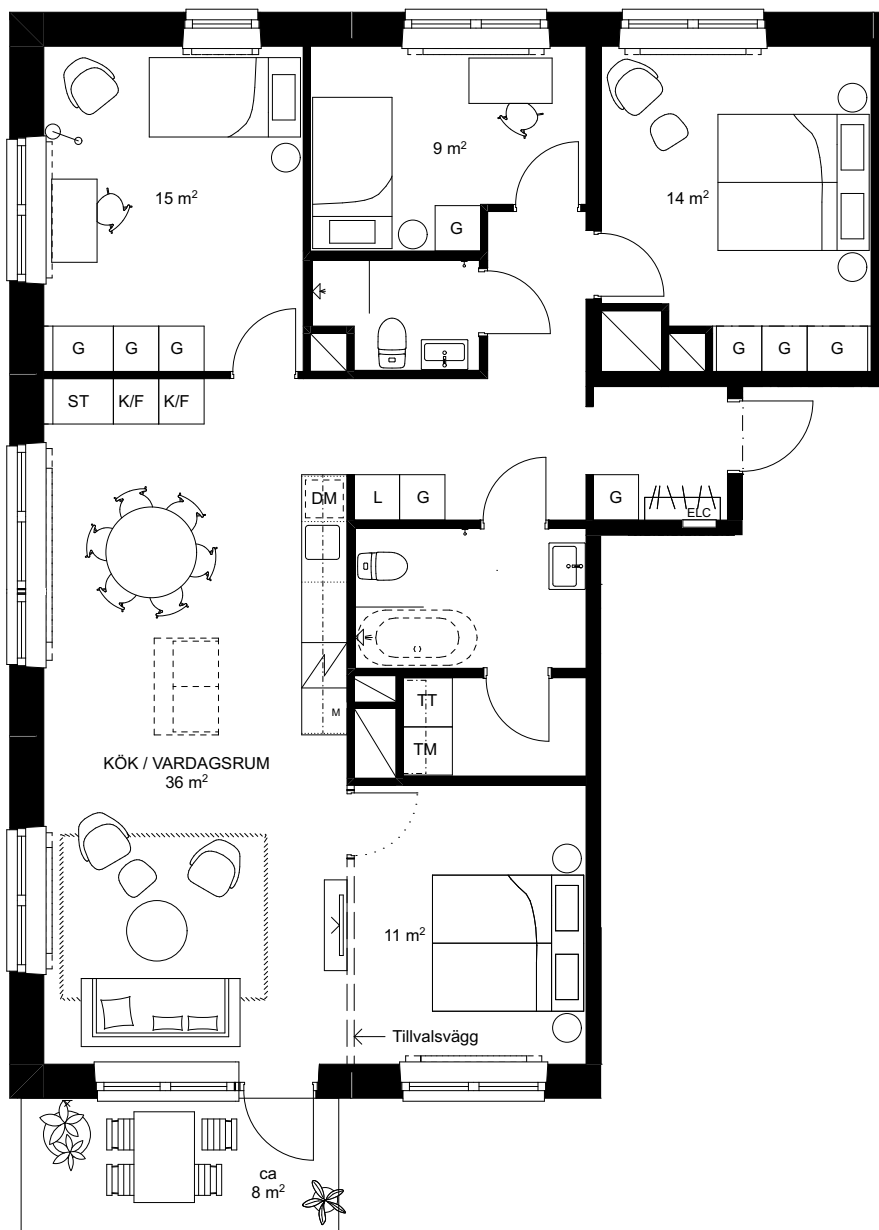 9 m²
15 m²
14 m²
G
G
G
G
G
G
G
ST
K/F
K/F
DM
L
G
G
ELC
TT
M
TM
KÖK / VARDAGSRUM
36 m²
11 m²
Tillvalsvägg
ca
8 m²